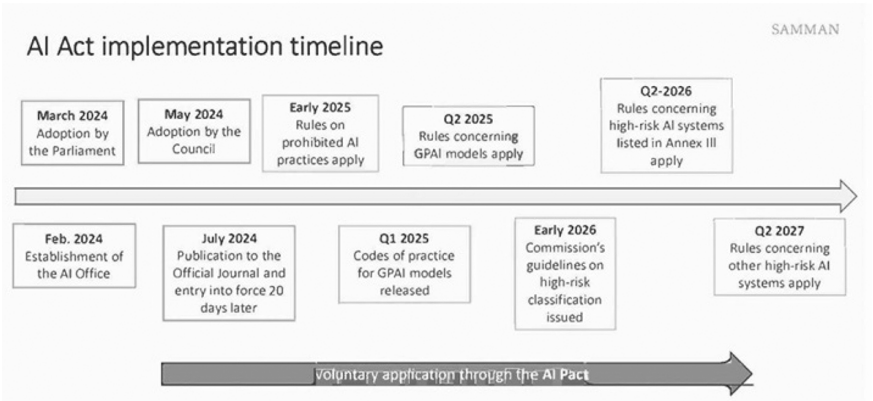 SAMMAN
AI Act implementation timeline
March 2024
Adoption by
the Parliament
May 2024
Adoption by the
Council
Early 2025
Rules on
prohibited AI
practices apply
Q2 2025
Rules concerning
GPAI models apply
Q2-2026
Rules concerning
high-risk AI systems
listed in Annex III
apply
Feb. 2024
Establishment of
the AI Office
July 2024
Publication to the
Official Journal and
entry into force 20
days later
Q1 2025
Codes of practice
for GPAI models
released
Early 2026
Commission's
guidelines on
high-risk
classification
issued
Q2 2027
Rules concerning
other high-risk AI
systems apply
Voluntary application through the AI Pact